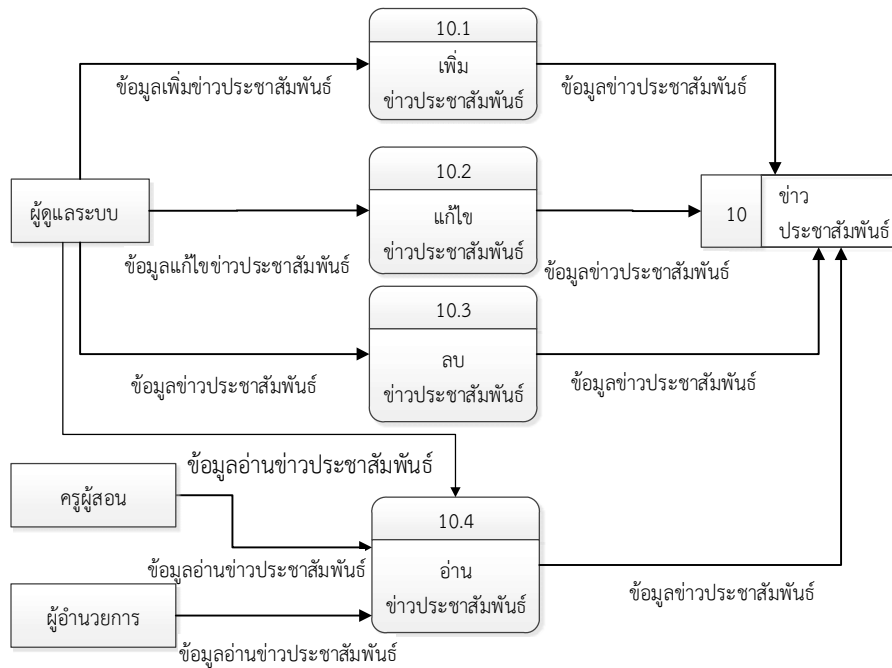 10.1
เพิ่ม
ข่าวประชาสัมพันธ์
ข้อมูลเพิ่มข่าวประชาสัมพันธ์
ข้อมูลข่าวประชาสัมพันธ์
10.2
แก้ไข
ข่าวประชาสัมพันธ์
ผู้ดูแลระบบ
10
ข่าว
ประชาสัมพันธ์
ข้อมูลแก้ไขข่าวประชาสัมพันธ์
ข้อมูลข่าวประชาสัมพันธ์
10.3
ลบ
ข่าวประชาสัมพันธ์
ข้อมูลข่าวประชาสัมพันธ์
ข้อมูลข่าวประชาสัมพันธ์
ข้อมูลอ่านข่าวประชาสัมพันธ์
ครูผู้สอน
10.4
อ่าน
ข่าวประชาสัมพันธ์
ข้อมูลอ่านข่าวประชาสัมพันธ์
ข้อมูลข่าวประชาสัมพันธ์
ผู้อำนวยการ
ข้อมูลอ่านข่าวประชาสัมพันธ์